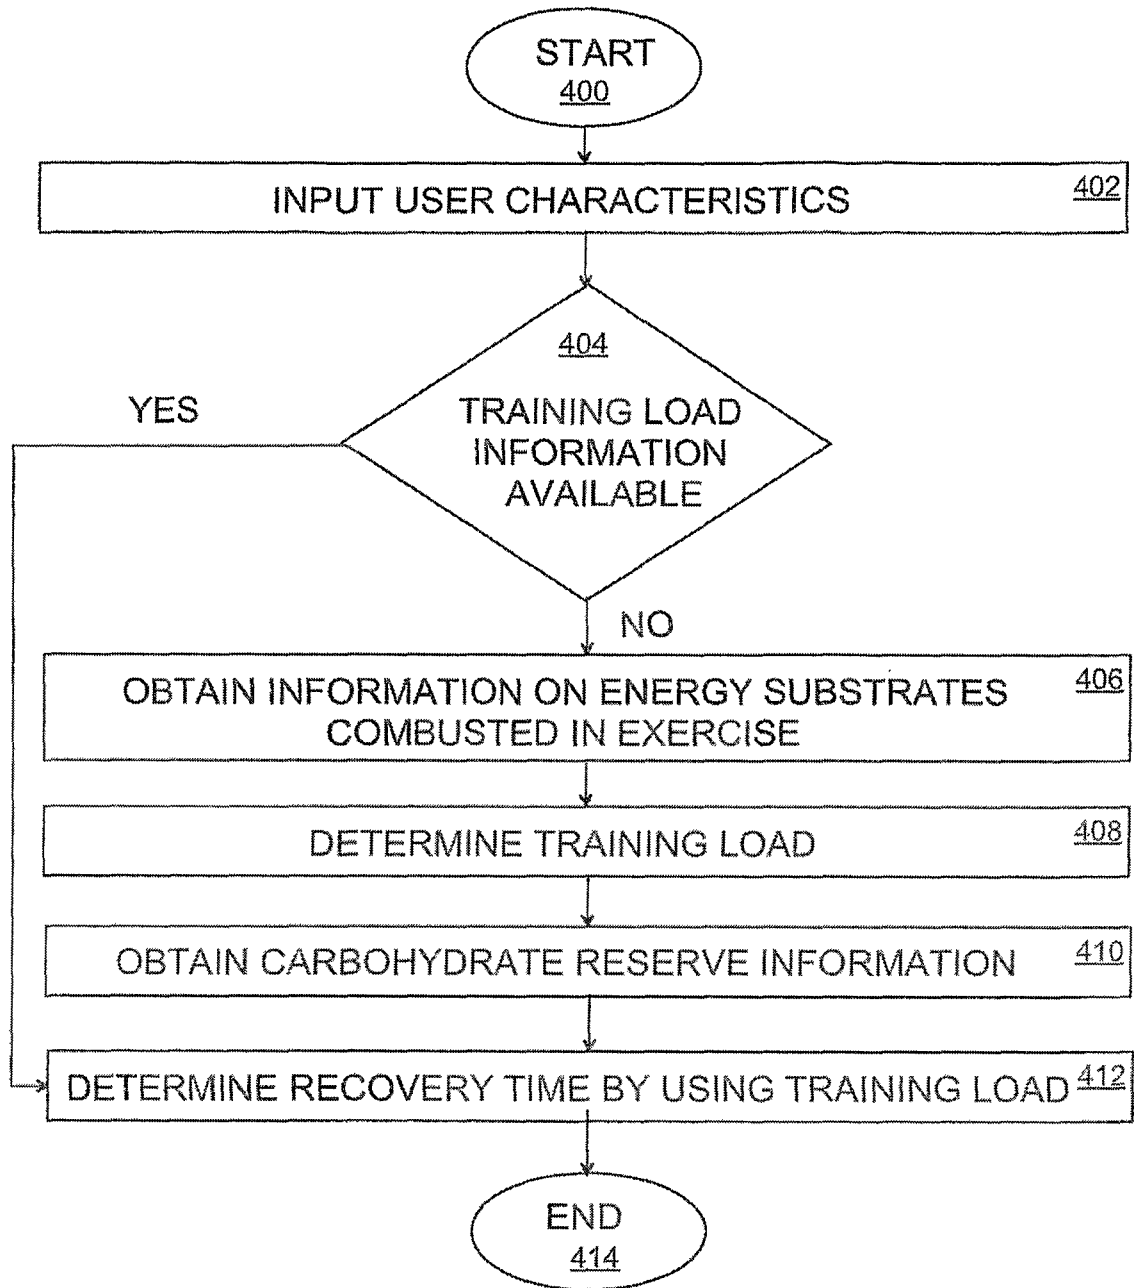 START
400
INPUT USER CHARACTERISTICS
402
404
TRAINING LOAD
INFORMATION
AVAILABLE
YES
NO
OBTAIN INFORMATION ON ENERGY SUBSTRATES
COMBUSTED IN EXERCISE
406
DETERMINE TRAINING LOAD
408
OBTAIN CARBOHYDRATE RESERVE INFORMATION
410
DETERMINE RECOVERY TIME BY USING TRAINING LOAD
412
END
414